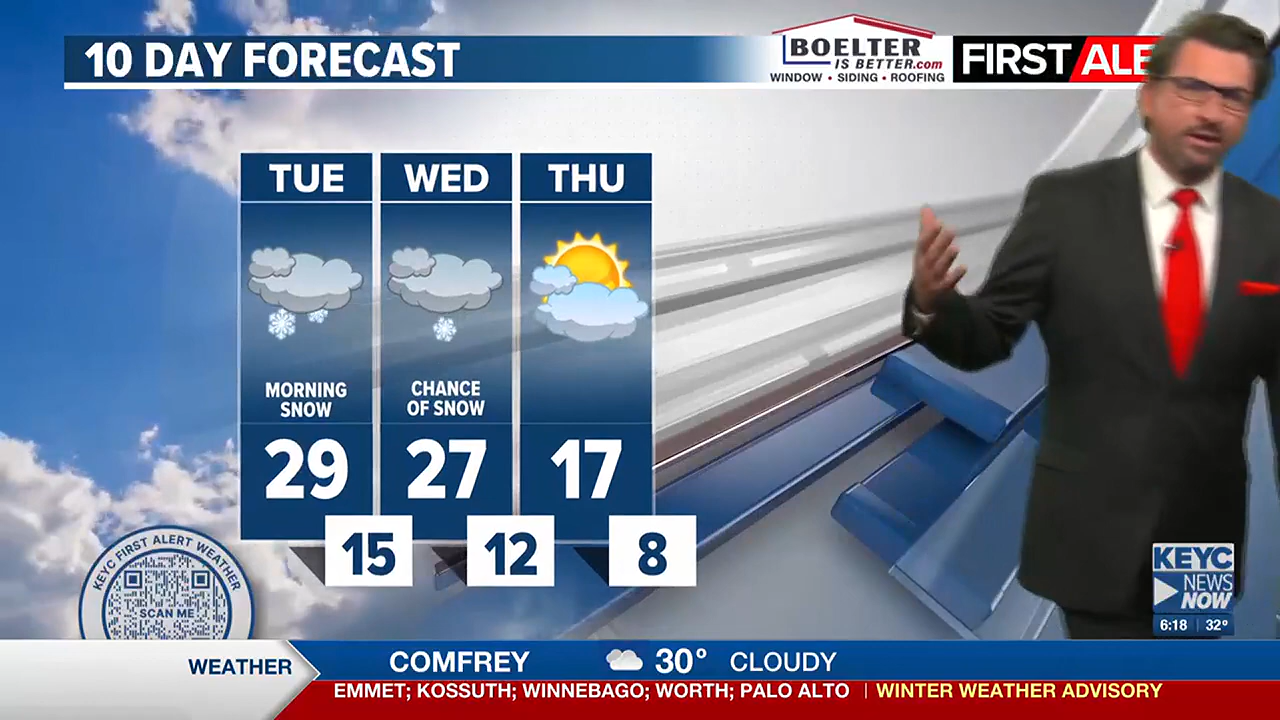 10 DAY FORECAST
BOELTER
IS BETTER.com
WINDOW • SIDING • ROOFING
FIRST ALE
TUE
WED
THU
MORNING
SNOW
CHANCE
OF SNOW
29
27
17
15
12
8
KEYC FIRST ALERT WEATHER
SCAN ME
KEYC
NEWS
NOW
6:18 32º
WEATHER
COMFREY 30º CLOUDY
EMMET; KOSSUTH; WINNEBAGO; WORTH; PALO ALTO | WINTER WEATHER ADVISORY